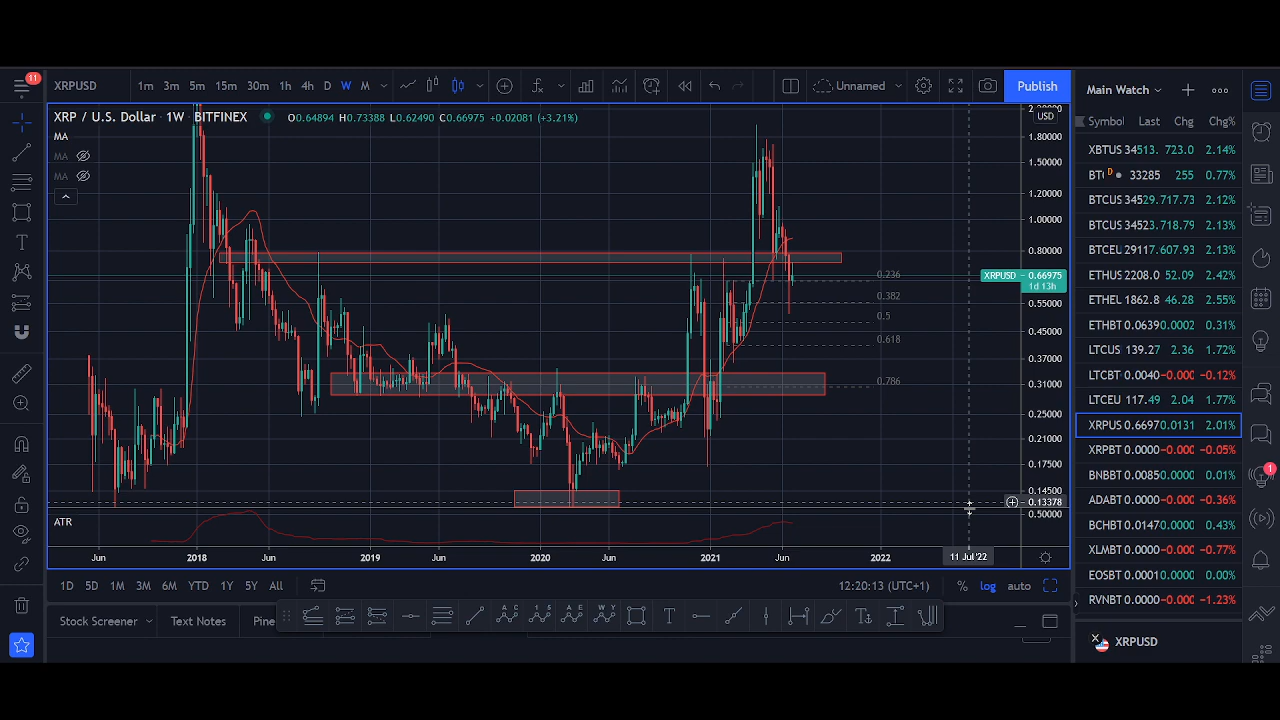 11
XRPUSD 1m 3m 5m 15m 30m 1h 4h D W M Unnamed Publish
XRP / U.S. Dollar · 1W · BITFINEX O0.64894 H0.73388 L0.62490 C0.66975 +0.02081 (+3.21%)
MA
MA
MA
USD
1.80000
1.50000
1.20000
1.00000
0.80000
XRPUSD 0.66975
1d 13h
0.55000
0.45000
0.37000
0.31000
0.25000
0.21000
0.17500
0.14500
0.13378
0.50000
0.236
0.382
0.5
0.618
0.786
ATR
Jun 2018 Jun 2019 Jun 2020 Jun 2021 Jun 2022 11 Jul '22
1D 5D 1M 3M 6M YTD 1Y 5Y All 12:20:13 (UTC+1) % log auto
Stock Screener Text Notes Pine
A C 1 5 A E W Y T
Main Watch
Symbol Last Chg Chg%
XBTUS 34513. 723.0 2.14%
BT( D 33285 255 0.77%
BTCUS 34529. 718.73 2.12%
BTCUS 34523. 718.79 2.13%
BTCEL 29117. 607.93 2.13%
ETHUS 2208.0 52.09 2.42%
ETHEL 1862.8 46.28 2.55%
ETHBT 0.0639 0.0002 0.31%
LTCUS 139.27 2.36 1.72%
LTCBT 0.0040 -0.000 -0.12%
LTCEU 117.49 2.04 1.77%
XRPUS 0.6697 0.0131 2.01%
XRPBT 0.0000 -0.000 -0.05%
BNBBT 0.0085 0.0000 0.01%
ADABT 0.0000 -0.000 -0.36%
BCHBT 0.0147 0.0000 0.43%
XLMBT 0.0000 -0.000 -0.77%
EOSBT 0.0001 0.0000 0.00%
RVNBT 0.0000 -0.000 -1.23%
XRPUSD
1